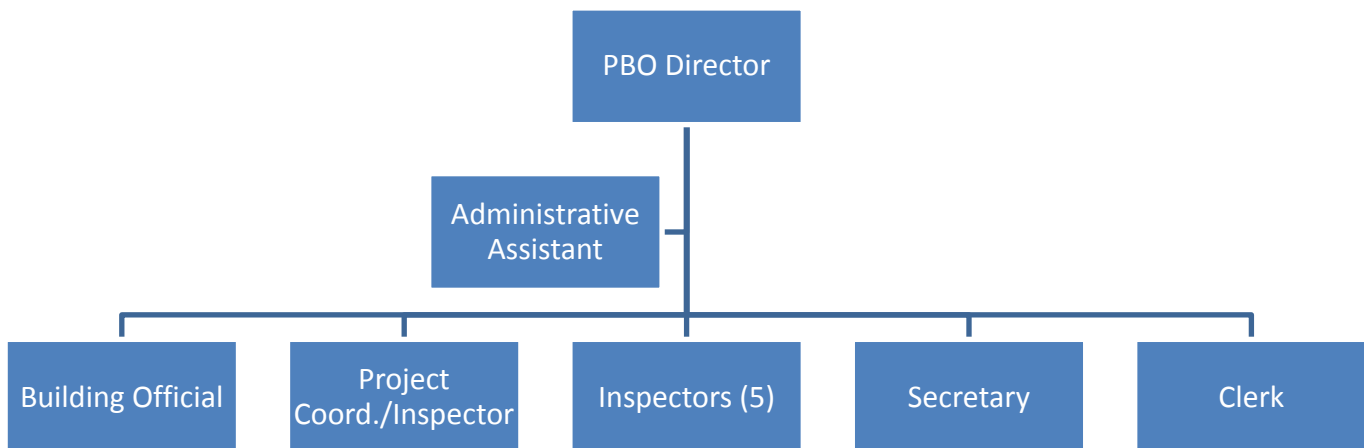 PBO Director
Administrative
Assistant
Building Official
Project
Coord./Inspector
Inspectors (5)
Secretary
Clerk